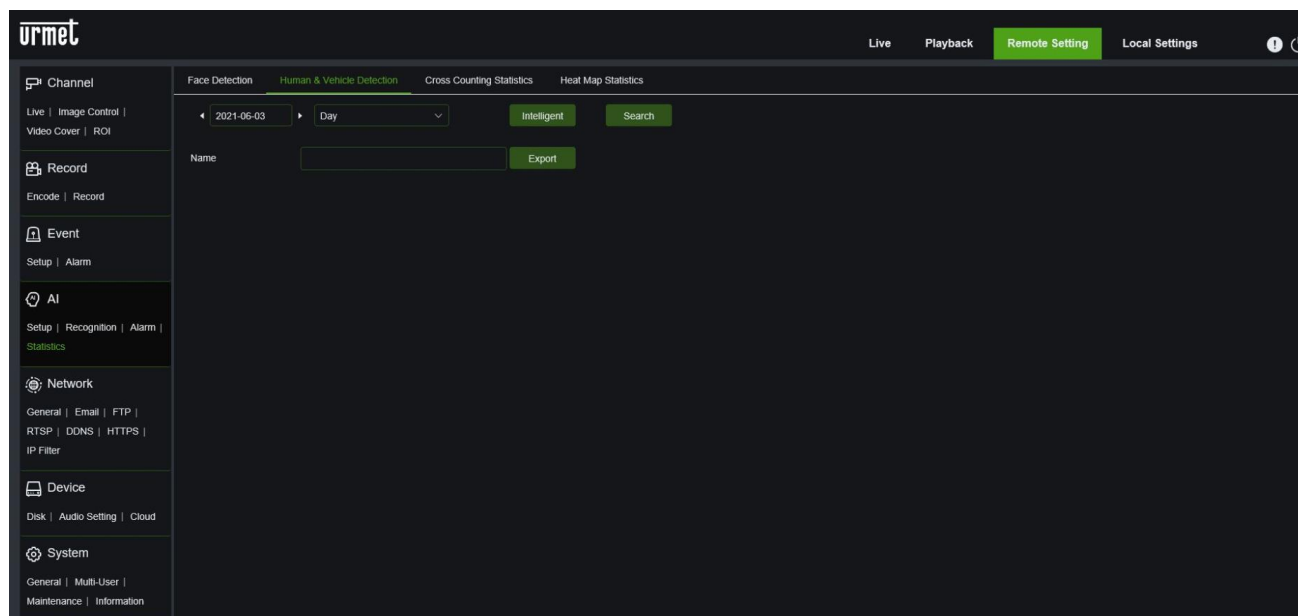 urmet
Live Playback Remote Setting Local Settings
Channel
Live | Image Control |
Video Cover | ROI
Record
Encode | Record
Event
Setup | Alarm
AI
Setup | Recognition | Alarm |
Statistics
Network
General | Email | FTP |
RTSP | DDNS | HTTPS |
IP Filter
Device
Disk | Audio Setting | Cloud
System
General | Multi-User |
Maintenance | Information
Face Detection Human & Vehicle Detection Cross Counting Statistics Heat Map Statistics
2021-06-03 Day Intelligent Search
Name Export